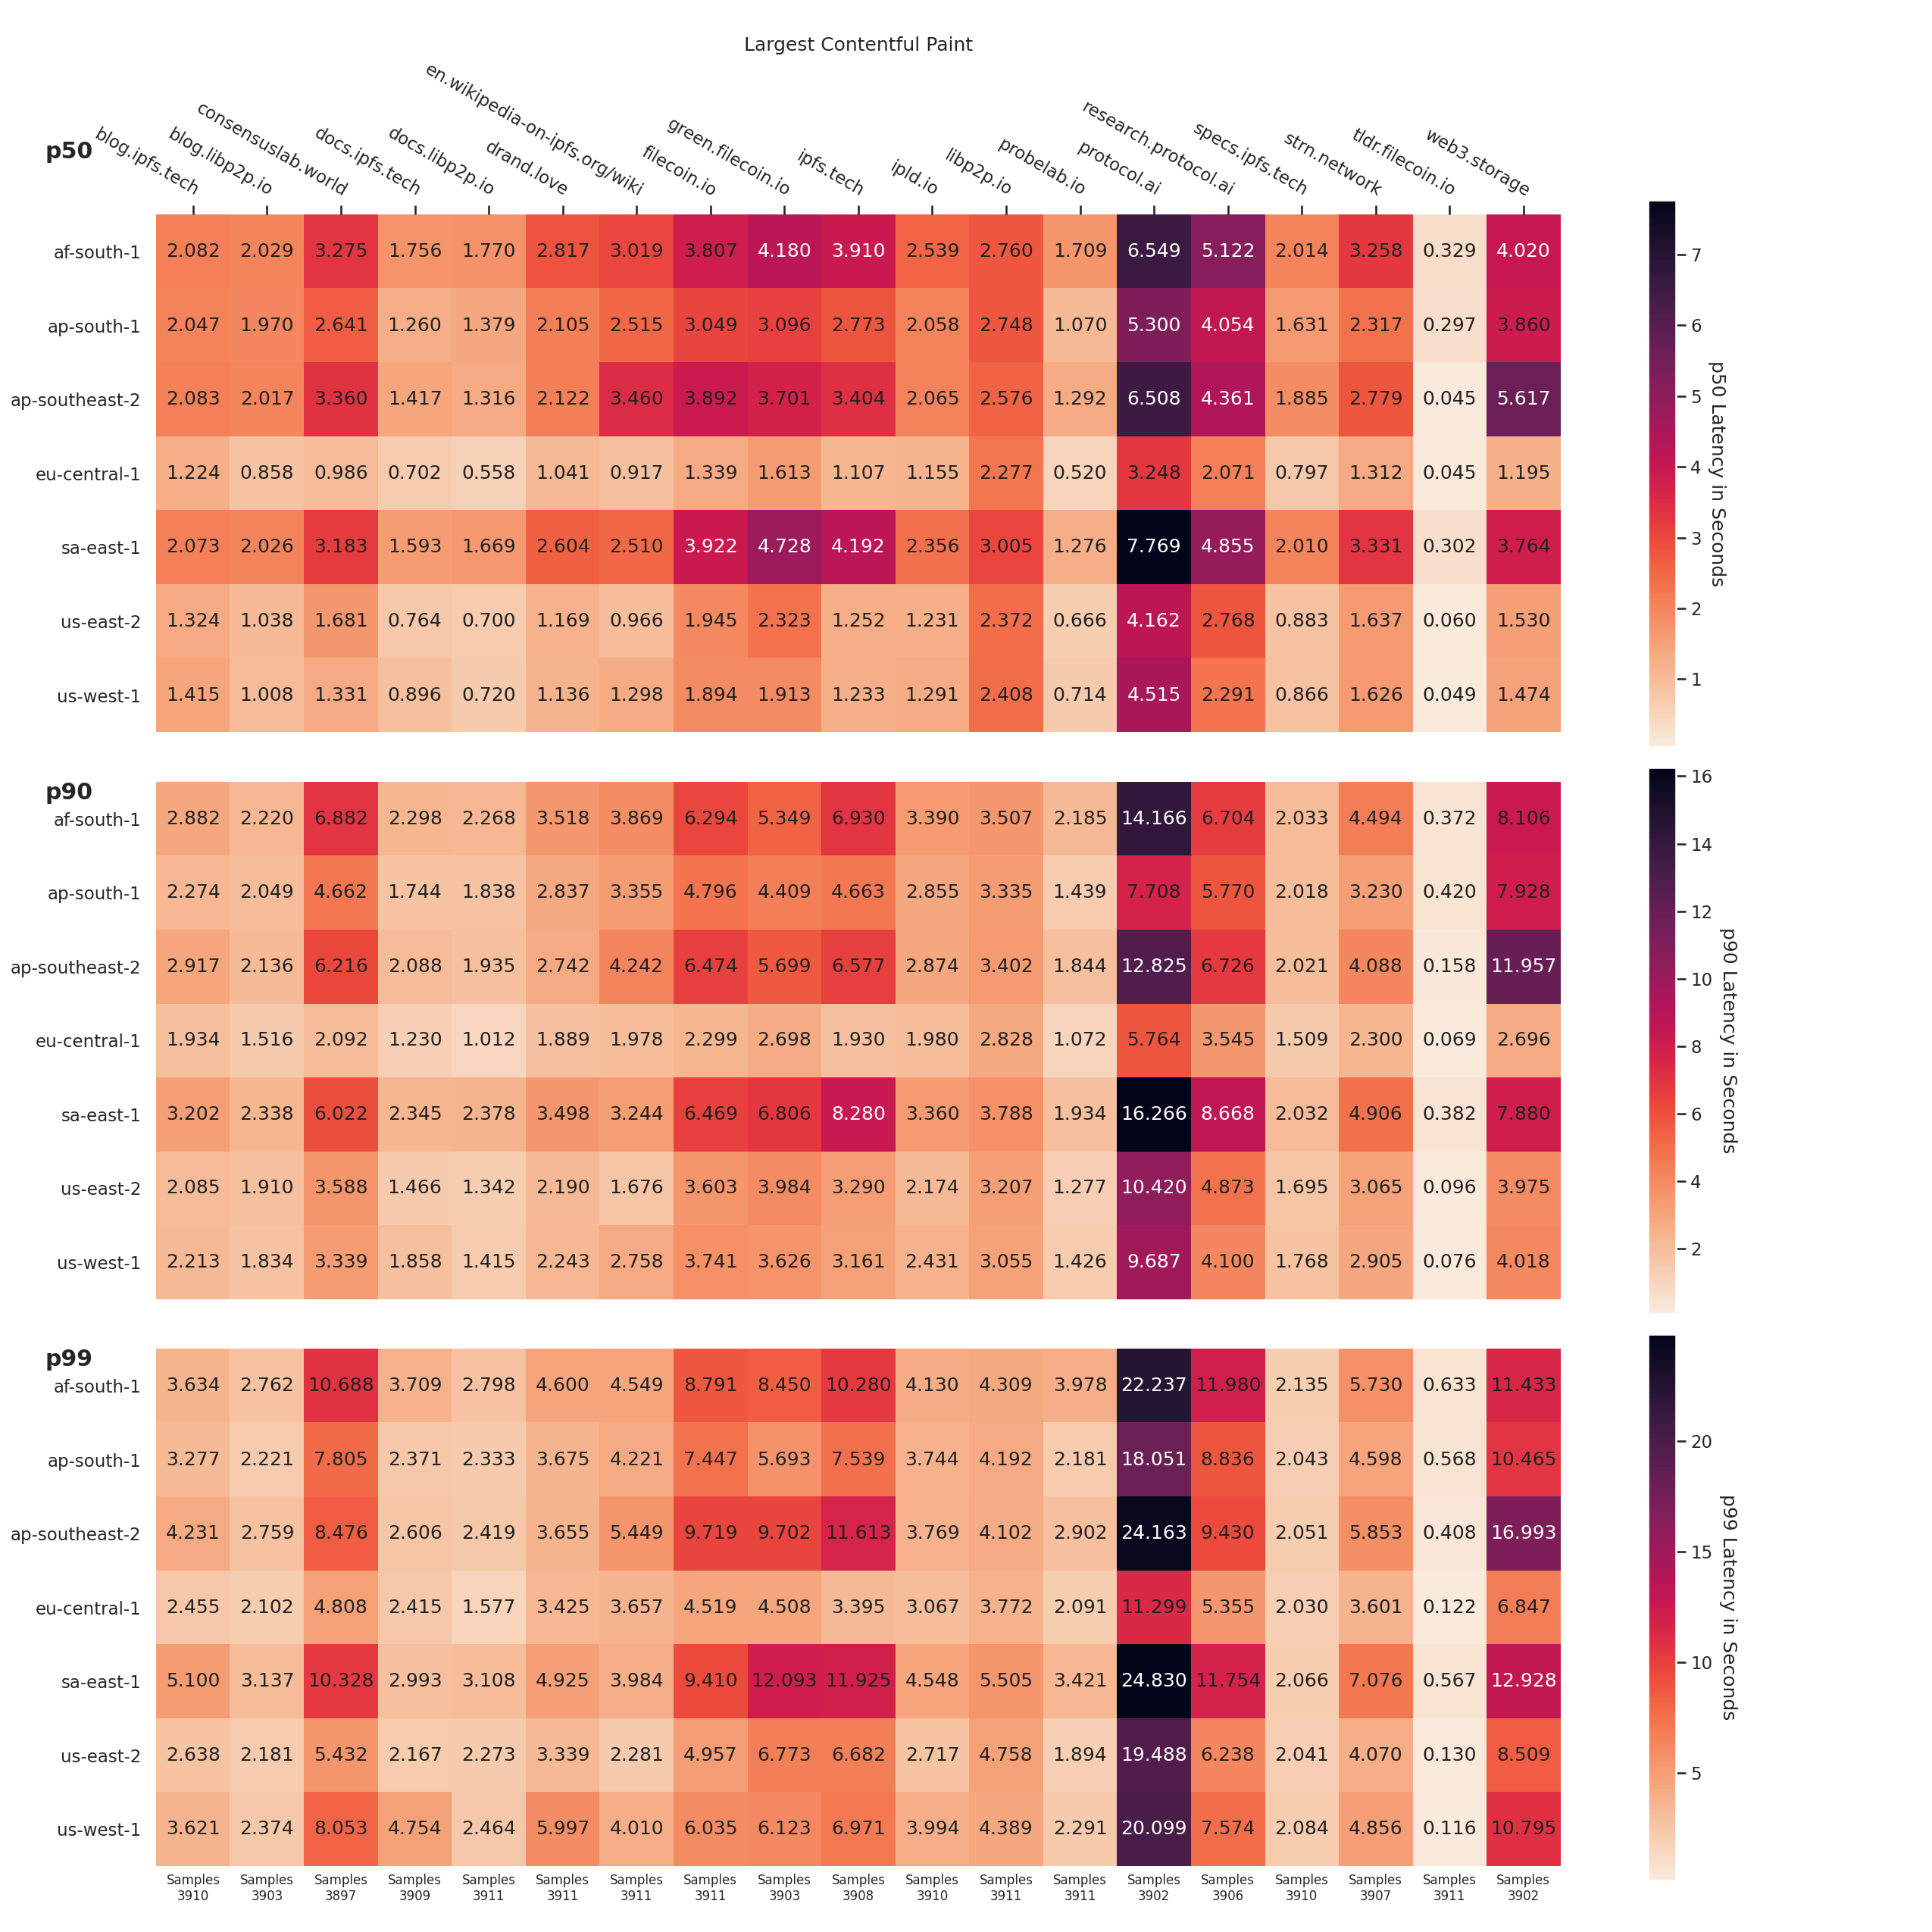 Largest Contentful Paint
p50
blog.ipfs.tech blog.libp2p.io consensuslab.world docs.ipfs.tech docs.libp2p.io drand.love en.wikipedia-on-ipfs.org/wiki filecoin.io green.filecoin.io ipfs.tech ipld.io libp2p.io probelab.io protocol.ai research.protocol.ai specs.ipfs.tech strn.network tldr.filecoin.io web3.storage
af-south-1 2.082 2.029 3.275 1.756 1.770 2.817 3.019 3.807 4.180 3.910 2.539 2.760 1.709 6.549 5.122 2.014 3.258 0.329 4.020
ap-south-1 2.047 1.970 2.641 1.260 1.379 2.105 2.515 3.049 3.096 2.773 2.058 2.748 1.070 5.300 4.054 1.631 2.317 0.297 3.860
ap-southeast-2 2.083 2.017 3.360 1.417 1.316 2.122 3.460 3.892 3.701 3.404 2.065 2.576 1.292 6.508 4.361 1.885 2.779 0.045 5.617
eu-central-1 1.224 0.858 0.986 0.702 0.558 1.041 0.917 1.339 1.613 1.107 1.155 2.277 0.520 3.248 2.071 0.797 1.312 0.045 1.195
sa-east-1 2.073 2.026 3.183 1.593 1.669 2.604 2.510 3.922 4.728 4.192 2.356 3.005 1.276 7.769 4.855 2.010 3.331 0.302 3.764
us-east-2 1.324 1.038 1.681 0.764 0.700 1.169 0.966 1.945 2.323 1.252 1.231 2.372 0.666 4.162 2.768 0.883 1.637 0.060 1.530
us-west-1 1.415 1.008 1.331 0.896 0.720 1.136 1.298 1.894 1.913 1.233 1.291 2.408 0.714 4.515 2.291 0.866 1.626 0.049 1.474
7
6
5
4
3
2
1
p50 Latency in Seconds
p90
af-south-1 2.882 2.220 6.882 2.298 2.268 3.518 3.869 6.294 5.349 6.930 3.390 3.507 2.185 14.166 6.704 2.033 4.494 0.372 8.106
ap-south-1 2.274 2.049 4.662 1.744 1.838 2.837 3.355 4.796 4.409 4.663 2.855 3.335 1.439 7.708 5.770 2.018 3.230 0.420 7.928
ap-southeast-2 2.917 2.136 6.216 2.088 1.935 2.742 4.242 6.474 5.699 6.577 2.874 3.402 1.844 12.825 6.726 2.021 4.088 0.158 11.957
eu-central-1 1.934 1.516 2.092 1.230 1.012 1.889 1.978 2.299 2.698 1.930 1.980 2.828 1.072 5.764 3.545 1.509 2.300 0.069 2.696
sa-east-1 3.202 2.338 6.022 2.345 2.378 3.498 3.244 6.469 6.806 8.280 3.360 3.788 1.934 16.266 8.668 2.032 4.906 0.382 7.880
us-east-2 2.085 1.910 3.588 1.466 1.342 2.190 1.676 3.603 3.984 3.290 2.174 3.207 1.277 10.420 4.873 1.695 3.065 0.096 3.975
us-west-1 2.213 1.834 3.339 1.858 1.415 2.243 2.758 3.741 3.626 3.161 2.431 3.055 1.426 9.687 4.100 1.768 2.905 0.076 4.018
16
14
12
10
8
6
4
2
p90 Latency in Seconds
p99
af-south-1 3.634 2.762 10.688 3.709 2.798 4.600 4.549 8.791 8.450 10.280 4.130 4.309 3.978 22.237 11.980 2.135 5.730 0.633 11.433
ap-south-1 3.277 2.221 7.805 2.371 2.333 3.675 4.221 7.447 5.693 7.539 3.744 4.192 2.181 18.051 8.836 2.043 4.598 0.568 10.465
ap-southeast-2 4.231 2.759 8.476 2.606 2.419 3.655 5.449 9.719 9.702 11.613 3.769 4.102 2.902 24.163 9.430 2.051 5.853 0.408 16.993
eu-central-1 2.455 2.102 4.808 2.415 1.577 3.425 3.657 4.519 4.508 3.395 3.067 3.772 2.091 11.299 5.355 2.030 3.601 0.122 6.847
sa-east-1 5.100 3.137 10.328 2.993 3.108 4.925 3.984 9.410 12.093 11.925 4.548 5.505 3.421 24.830 11.754 2.066 7.076 0.567 12.928
us-east-2 2.638 2.181 5.432 2.167 2.273 3.339 2.281 4.957 6.773 6.682 2.717 4.758 1.894 19.488 6.238 2.041 4.070 0.130 8.509
us-west-1 3.621 2.374 8.053 4.754 2.464 5.997 4.010 6.035 6.123 6.971 3.994 4.389 2.291 20.099 7.574 2.084 4.856 0.116 10.795
20
15
10
5
p99 Latency in Seconds
Samples Samples Samples Samples Samples Samples Samples Samples Samples Samples Samples Samples Samples Samples Samples Samples Samples Samples Samples
3910 3903 3897 3909 3911 3911 3911 3911 3903 3908 3910 3911 3911 3902 3906 3910 3907 3911 3902